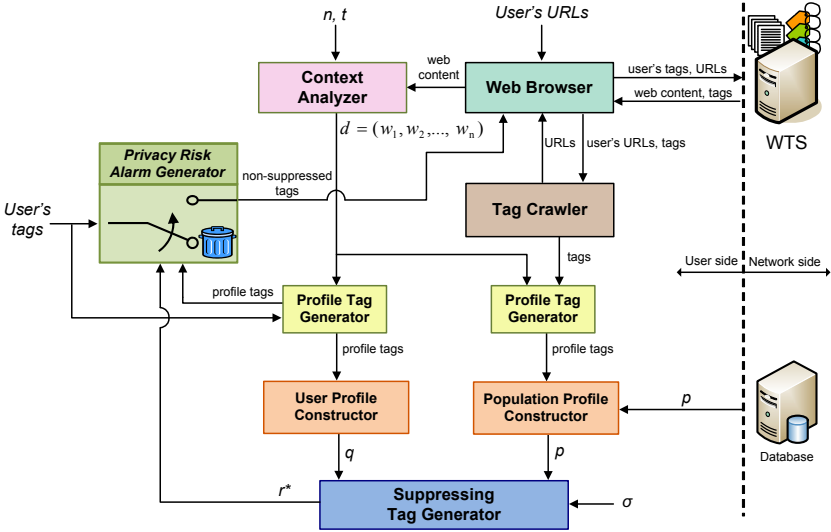 n, t
User's URLs
Context
Analyzer
web
content
Web Browser
user's tags, URLs
web content, tags
WTS
d = (w1, w2,..., wn)
Privacy Risk
Alarm Generator
non-suppressed
tags
URLs
user's URLs, tags
User's
tags
Tag Crawler
tags
User side
Network side
profile tags
Profile Tag
Generator
Profile Tag
Generator
profile tags
profile tags
User Profile
Constructor
Population Profile
Constructor
p
Database
q
p
r*
Suppressing
Tag Generator
σ